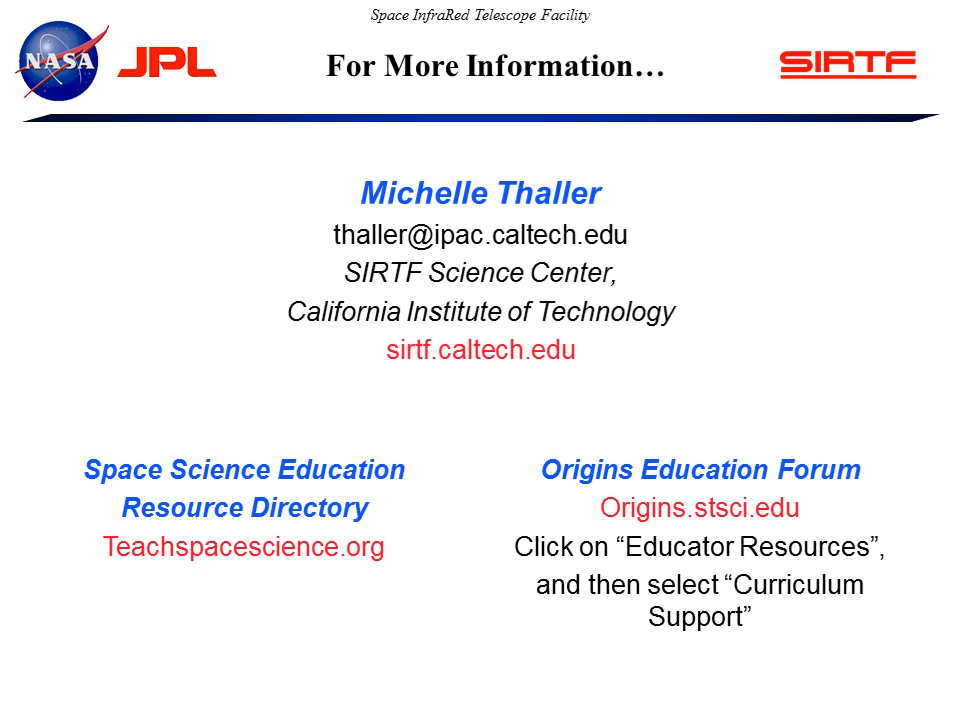 Space InfraRed Telescope Facility
NASA
JPL
For More Information…
SIRTF
Michelle Thaller
thaller@ipac.caltech.edu
SIRTF Science Center,
California Institute of Technology
sirtf.caltech.edu
Space Science Education
Resource Directory
Teachspacescience.org
Origins Education Forum
Origins.stsci.edu
Click on “Educator Resources”,
and then select “Curriculum
Support”